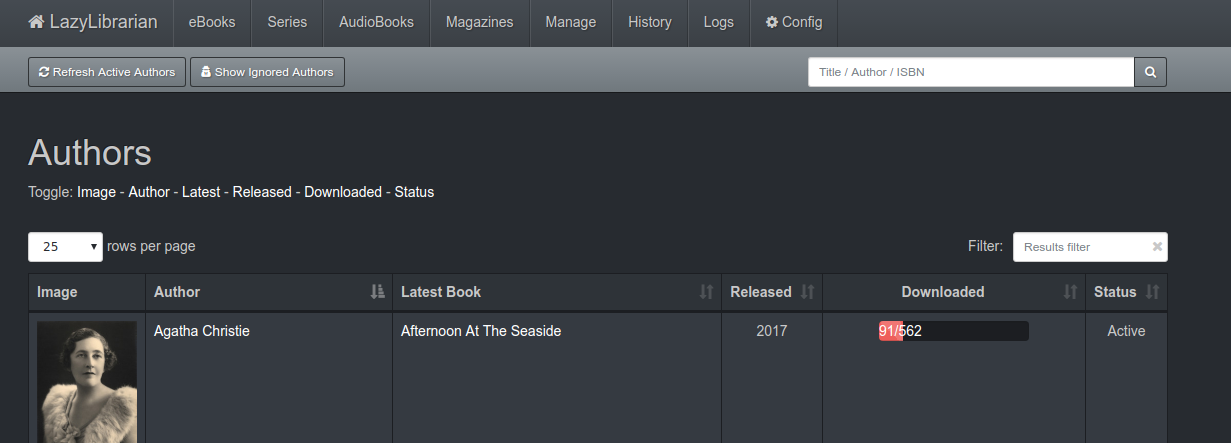 LazyLibrarian eBooks Series AudioBooks Magazines Manage History Logs Config
Refresh Active Authors Show Ignored Authors Title / Author / ISBN
Authors
Toggle: Image - Author - Latest - Released - Downloaded - Status
25 rows per page Filter: Results filter
Image Author Latest Book Released Downloaded Status
Agatha Christie Afternoon At The Seaside 2017 91/562 Active